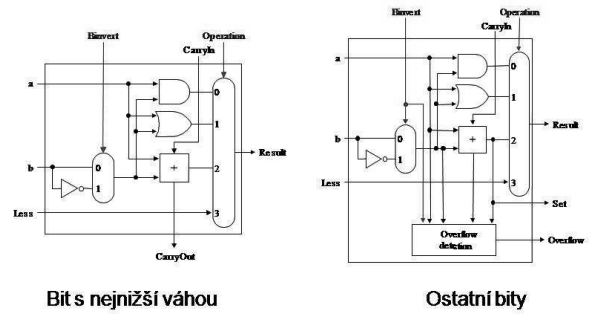 Binvert
Operation
CarryIn
a
0
1
b
0
1
+
2
Result
Less
3
CarryOut
Bit s nejnižší váhou
Binvert
Operation
CarryIn
a
0
1
Result
b
0
1
+
2
Less
3
Set
Overflow
detection
Overflow
Ostatní bity